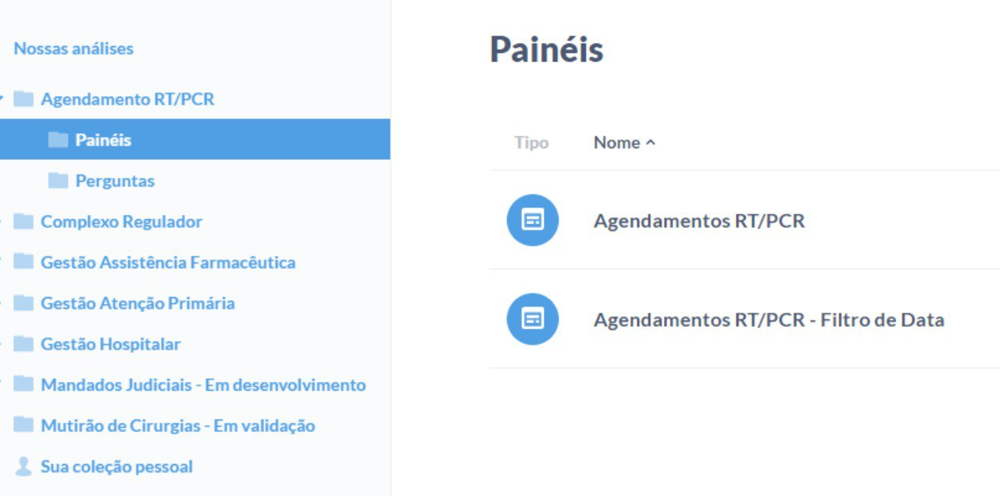 Nossas análises
Agendamento RT/PCR
Painéis
Perguntas
Complexo Regulador
Gestão Assistência Farmacêutica
Gestão Atenção Primária
Gestão Hospitalar
Mandados Judiciais - Em desenvolvimento
Mutirão de Cirurgias - Em validação
Sua coleção pessoal
Painéis
Tipo Nome
Agendamentos RT/PCR
Agendamentos RT/PCR - Filtro de Data